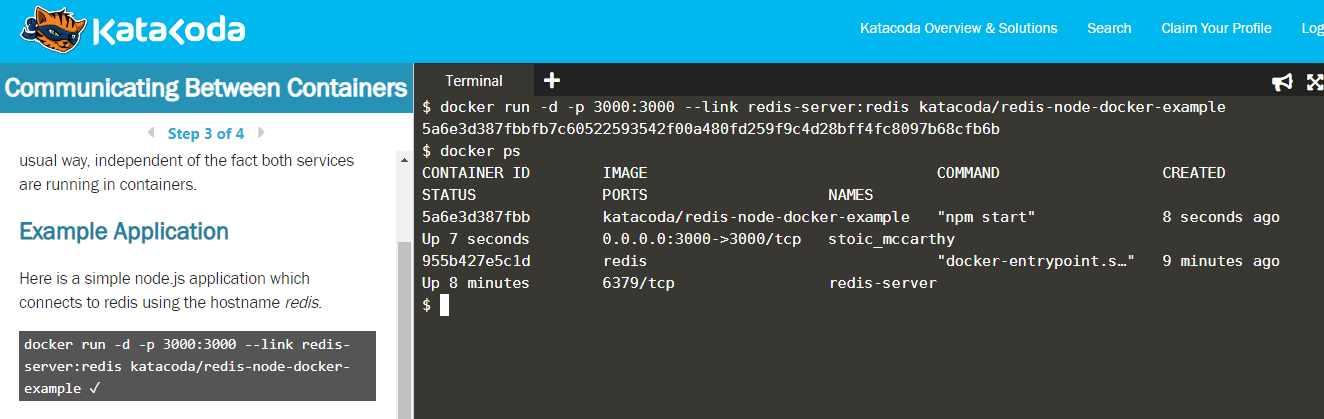 KataKoda
Katacoda Overview & Solutions Search Claim Your Profile Log
Communicating Between Containers
Step 3 of 4
usual way, independent of the fact both services
are running in containers.
Example Application
Here is a simple node.js application which
connects to redis using the hostname redis.
docker run -d -p 3000:3000 --link redis-
server:redis katacoda/redis-node-docker-
example ✓
Terminal +
$ docker run -d -p 3000:3000 --link redis-server:redis katacoda/redis-node-docker-example
5a6e3d387fbbfb7c60522593542f00a480fd259f9c4d28bff4fc8097b68cfb6b
$ docker ps
CONTAINER ID IMAGE COMMAND CREATED
STATUS PORTS NAMES
5a6e3d387fbb katacoda/redis-node-docker-example "npm start" 8 seconds ago
Up 7 seconds 0.0.0.0:3000->3000/tcp stoic_mccarthy
955b427e5c1d redis "docker-entrypoint.s…" 9 minutes ago
Up 8 minutes 6379/tcp redis-server
$